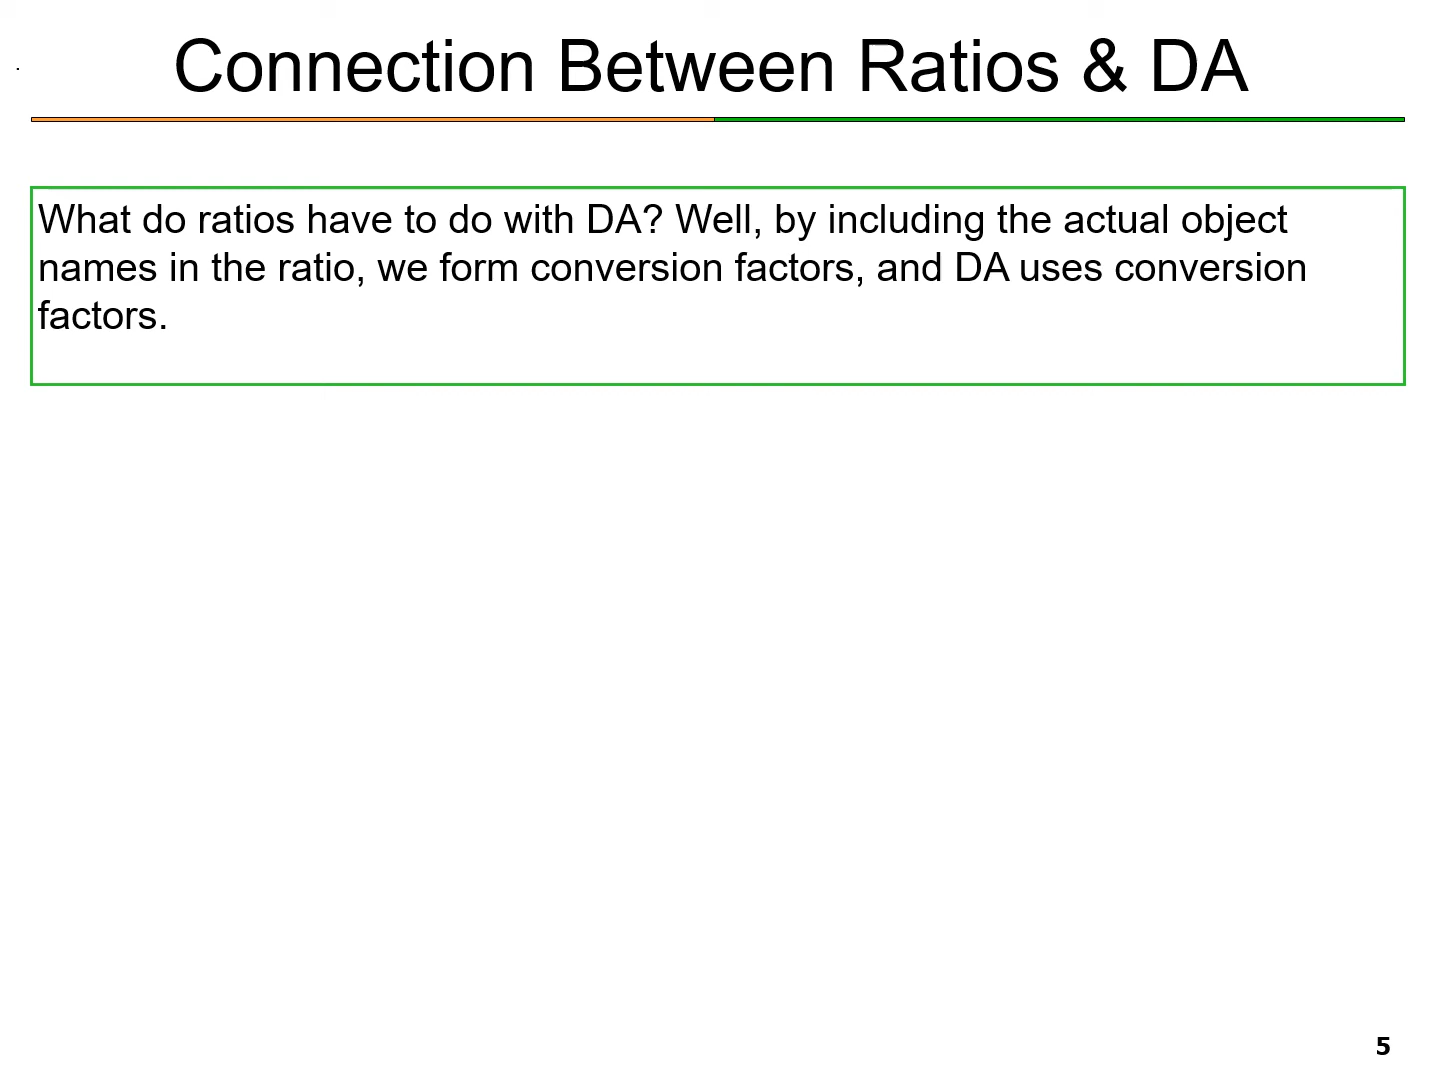 Connection Between Ratios & DA
.
What do ratios have to do with DA? Well, by including the actual object
names in the ratio, we form conversion factors, and DA uses conversion
factors.
5